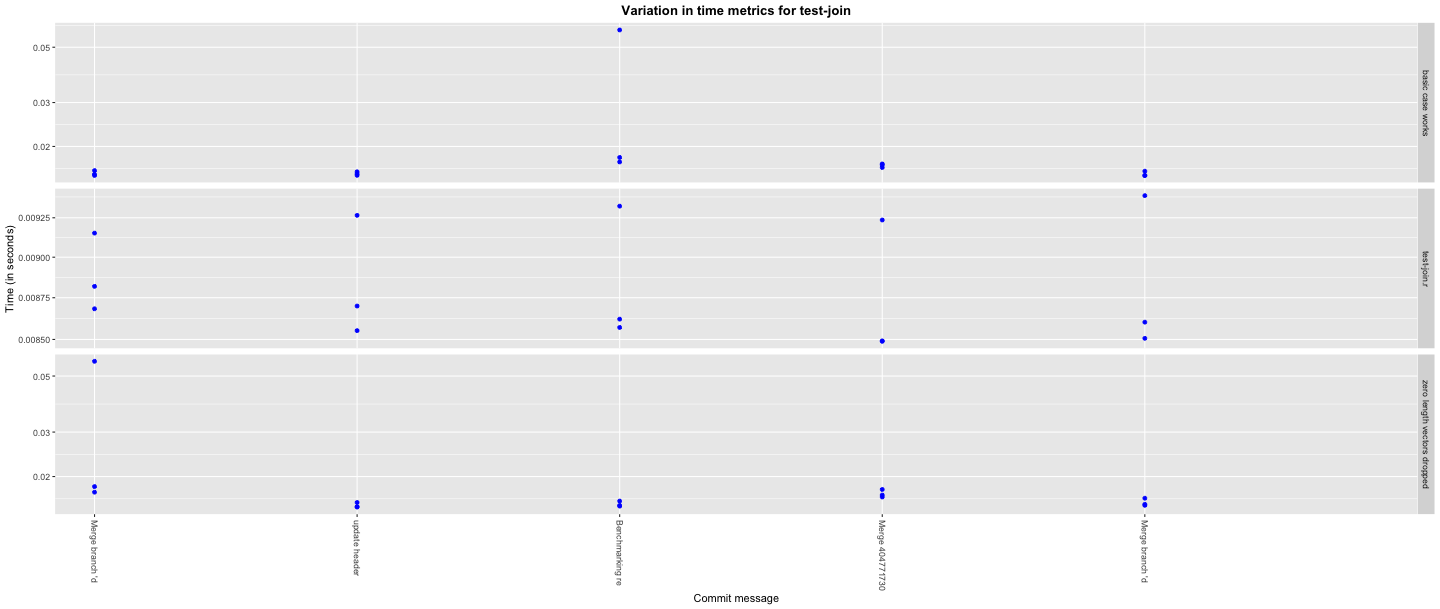 Variation in time metrics for test-join
Time (in seconds)
0.05
0.03
0.02
basic case works
0.00925
0.00900
0.00875
0.00850
test-join.r
0.05
0.03
0.02
zero length vectors dropped
Merge branch 'd
update header
Benchmarking re
Merge 404771730
Merge branch 'd
Commit message